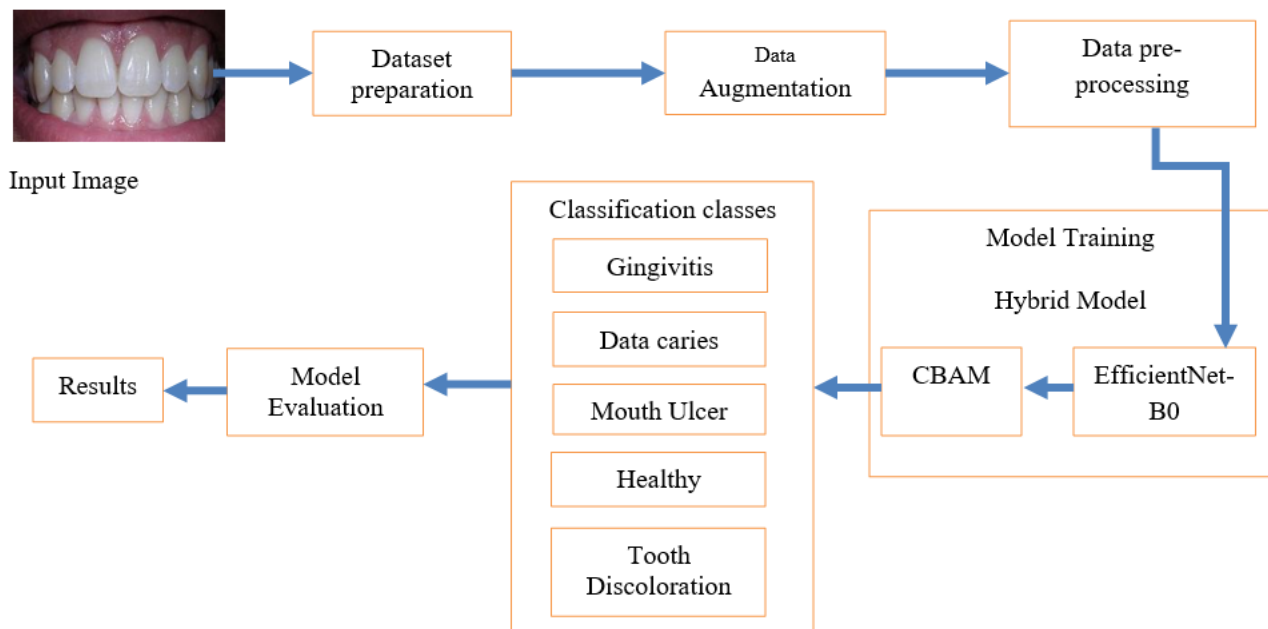 Input Image
Dataset
preparation
Data
Augmentation
Data pre-
processing
Model Training
Hybrid Model
EfficientNet-
B0
CBAM
Classification classes
Gingivitis
Data caries
Mouth Ulcer
Healthy
Tooth
Discoloration
Model
Evaluation
Results